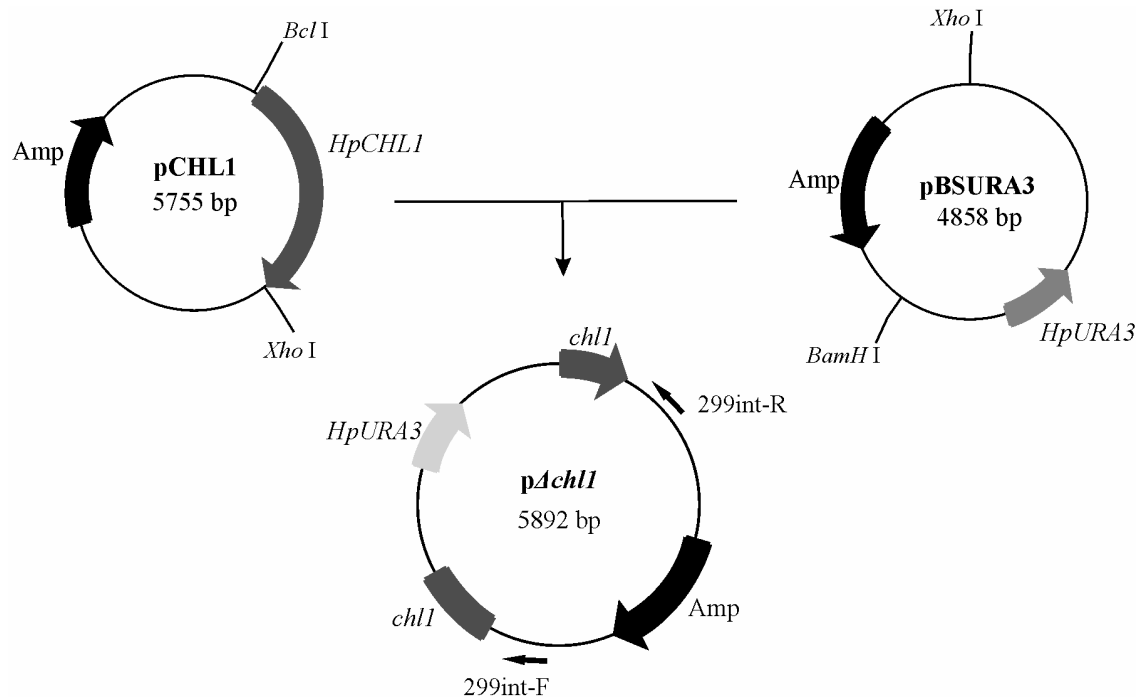 Bcl I
Amp
pCHL1
5755 bp
HpCHL1
Xho I
Xho I
Amp
pBSURA3
4858 bp
BamH I
HpURA3
chl1
299int-R
HpURA3
pΔchl1
5892 bp
chl1
Amp
299int-F